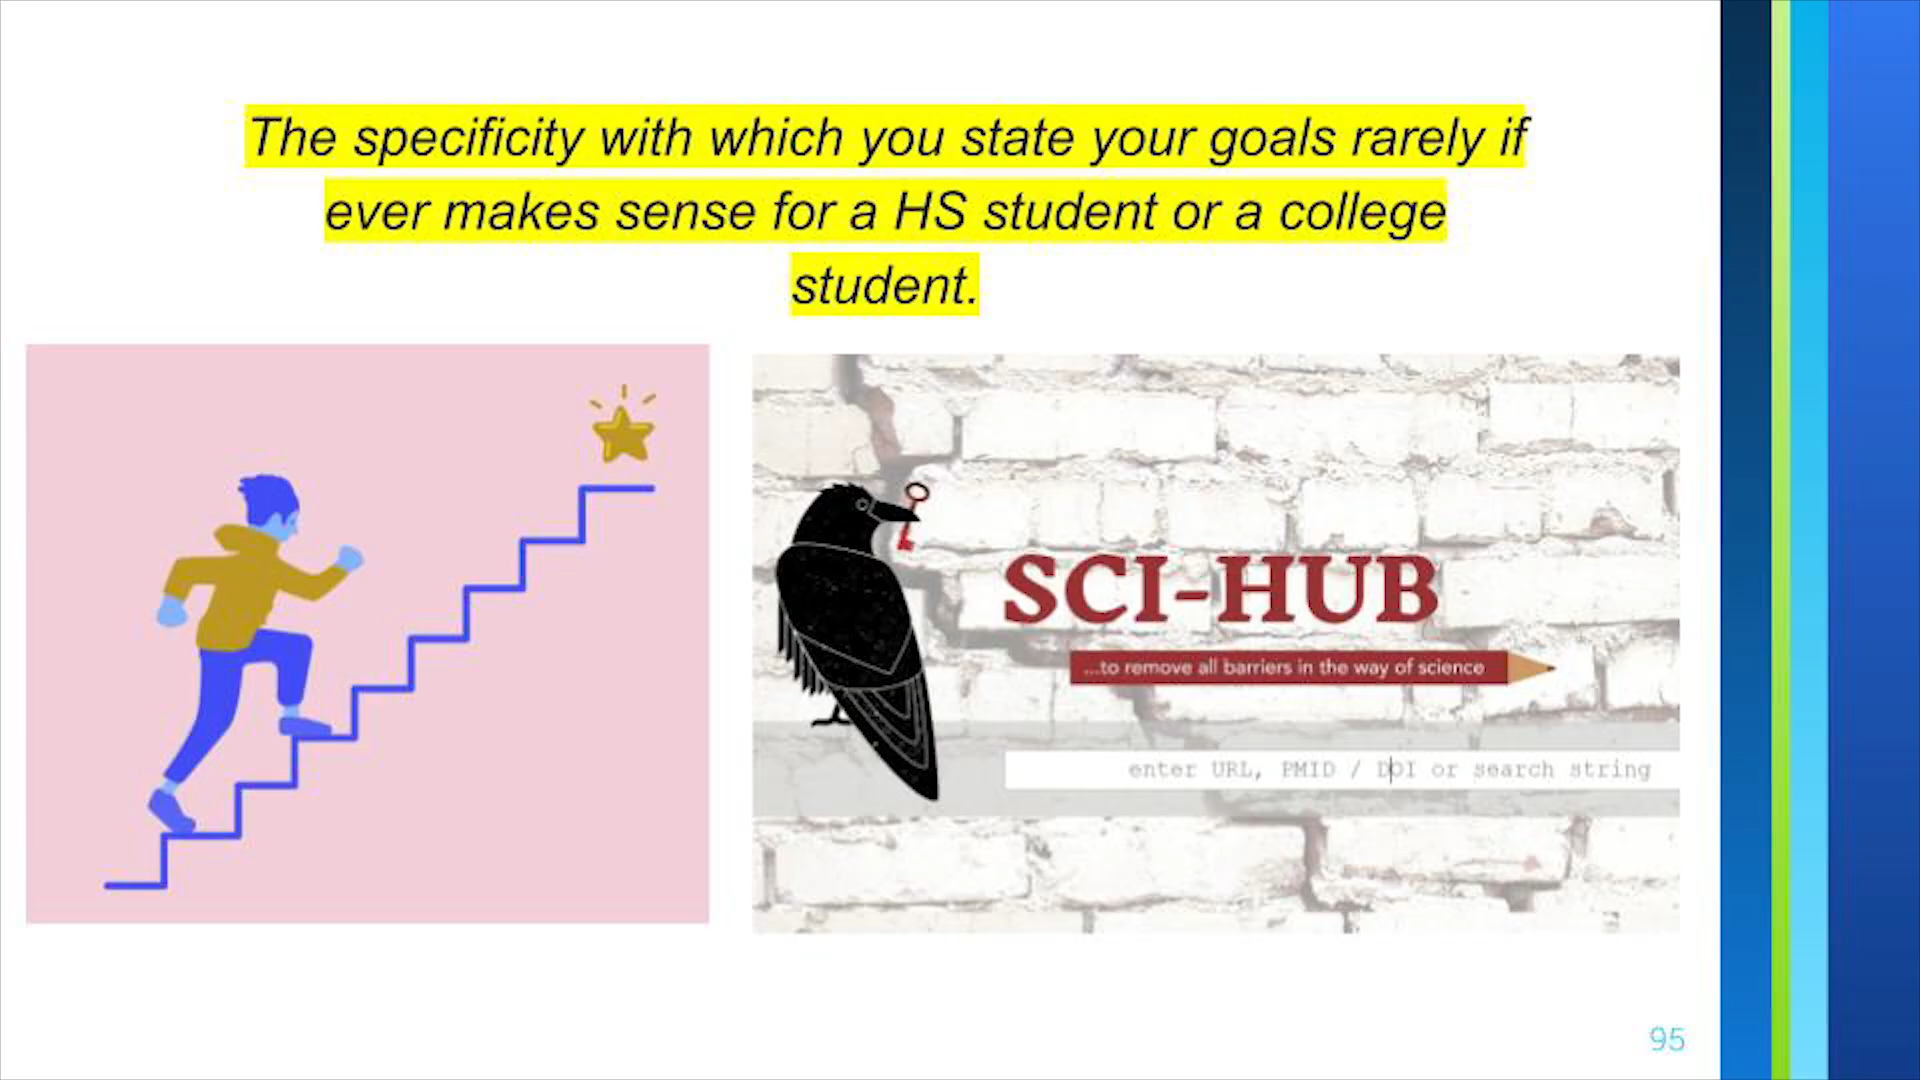 The specificity with which you state your goals rarely if
ever makes sense for a HS student or a college
student.
SCI-HUB
...to remove all barriers in the way of science
enter URL, PMID / DOI or search string
95